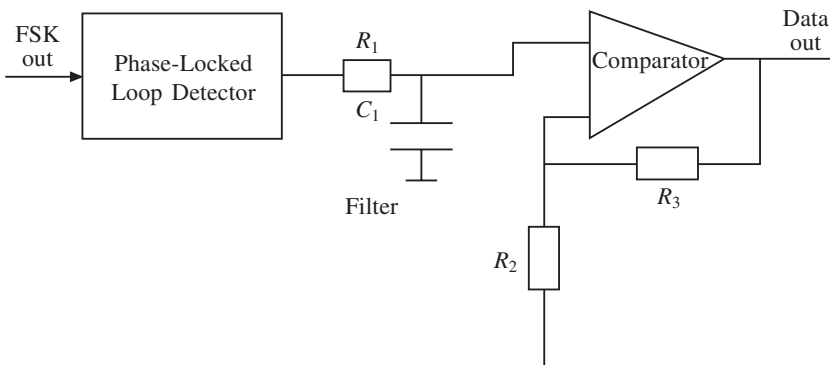 FSK
out
Phase-Locked
Loop Detector
R1
C1
Filter
Comparator
Data
out
R3
R2